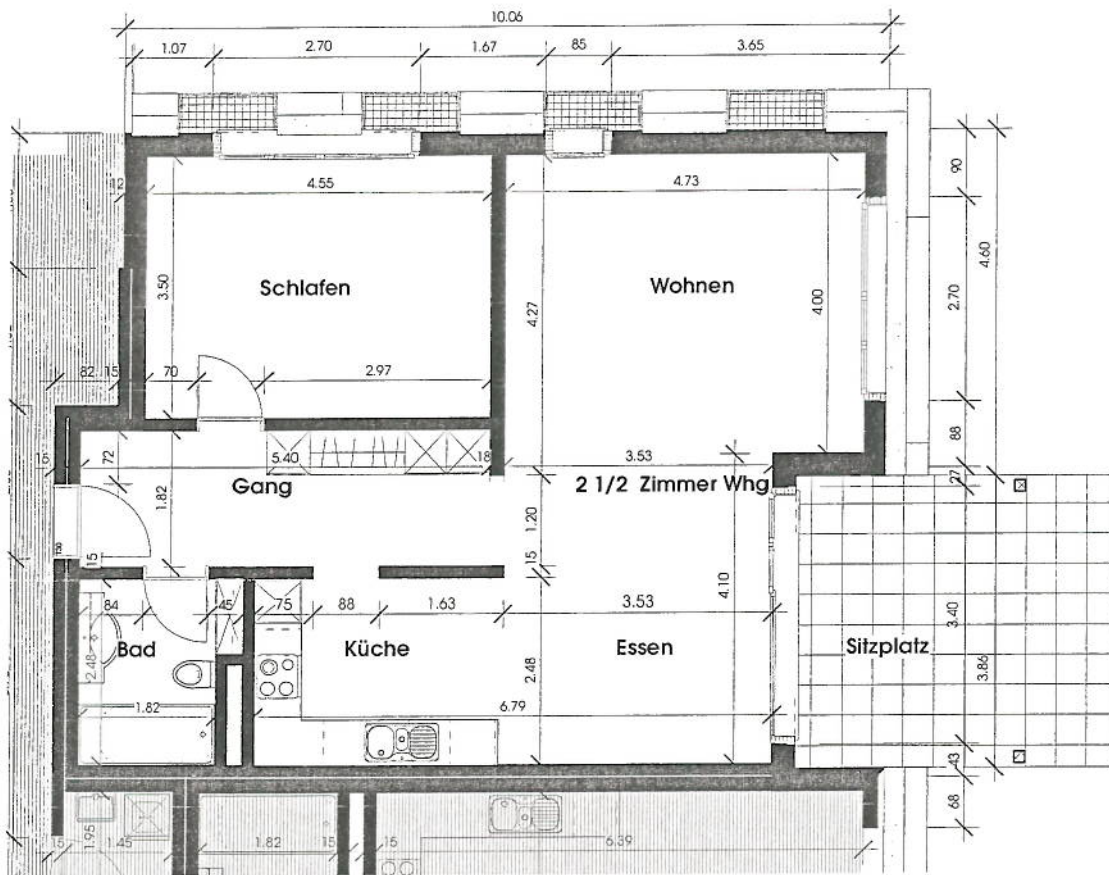 10.06
1.07 2.70 1.67 85 3.65
12 4.55 4.73 90
3.50 Schlafen 4.27 Wohnen 4.00 2.70 4.60
82 15 70 2.97
15 72 5.40 18 3.53 88
Gang 2 1/2 Zimmer Whg 27
1.82 1.20
15 15 4.10
84 45 75 88 1.63 3.53 3.40
Bad Küche Essen Sitzplatz
2.48 2.48 3.86
1.82 6.79
43
68
1.95
15 1.45 1.82 15 15 6.39